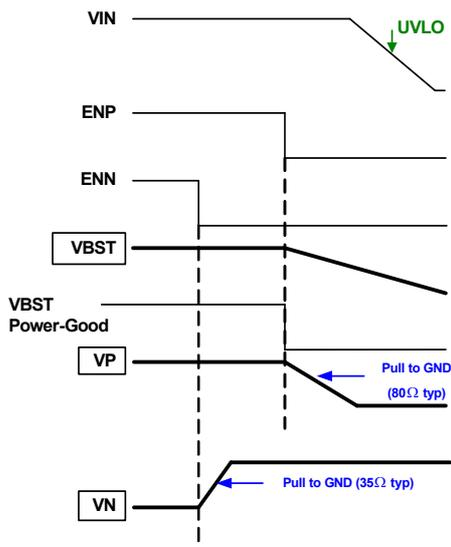 VIN
UVLO
ENP
ENN
VBST
VBST
Power-Good
VP
Pull to GND
(80Ω typ)
VN
Pull to GND (35Ω typ)